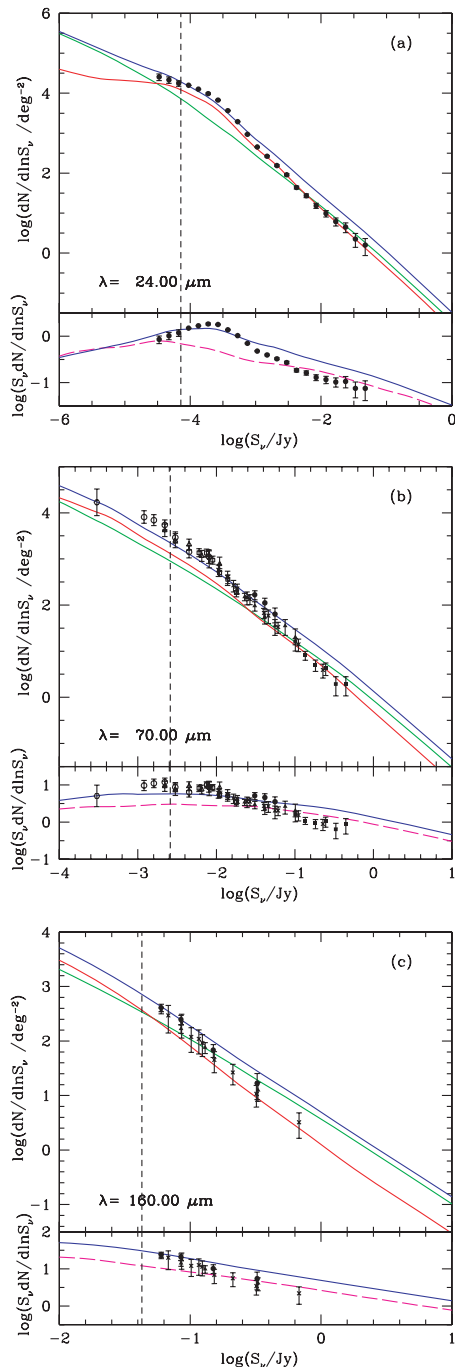 6
4
2
0
(a)
log(dN/dlnSν /deg⁻²)
λ= 24.00 μm
0
−1
log(SνdN/dlnSν)
−6 −4 −2 0
log(Sν/Jy)
4
2
0
(b)
log(dN/dlnSν /deg⁻²)
λ= 70.00 μm
1
0
−1
log(SνdN/dlnSν)
−4 −3 −2 −1 0 1
log(Sν/Jy)
4
3
2
1
0
−1
(c)
log(dN/dlnSν /deg⁻²)
λ= 160.00 μm
2
1
0
log(SνdN/dlnSν)
−2 −1 0 1
log(Sν/Jy)